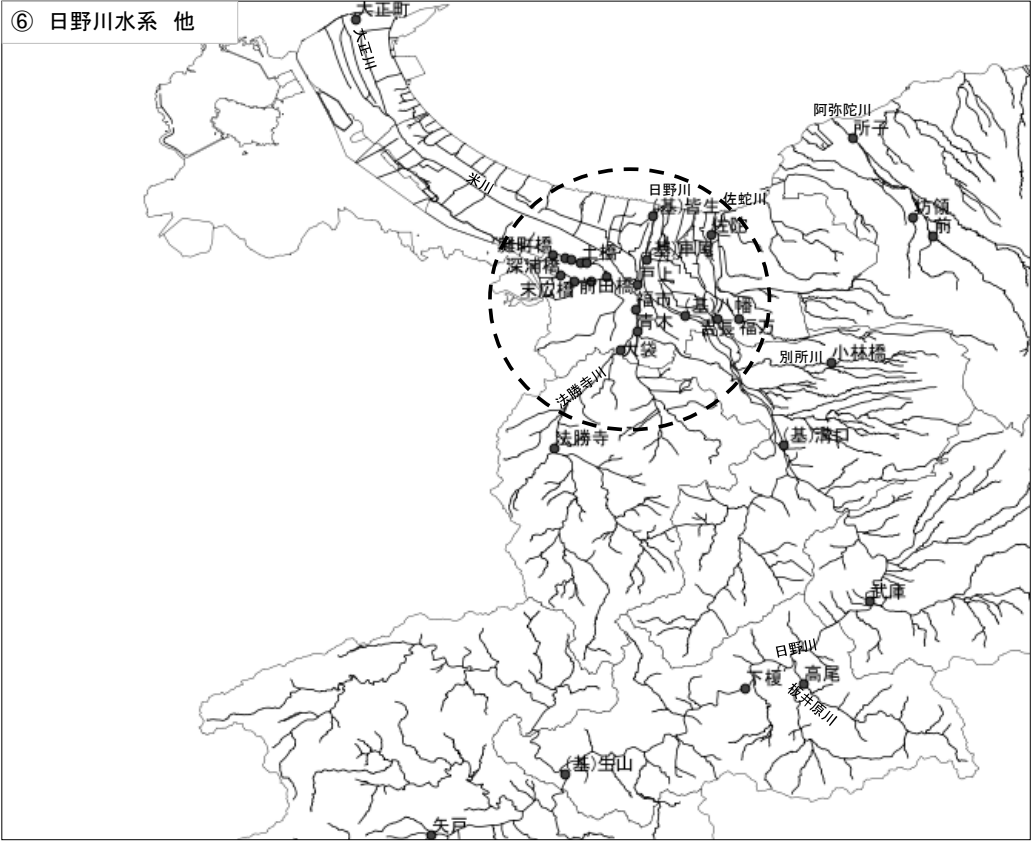 ⑥ 日野川水系 他
大正町
大正川
阿弥陀川
所子
米川
日野川
佐蛇川
(基)皆生
坊領
佐陀
前
土橋
深浦橋
戸上
末広橋
前田橋
福市
(基)八幡
青木
福万
大袋
別所川
小林橋
法勝寺川
法勝寺
(基)溝口
武庫
日野川
下榎
高尾
板井原川
(基)生山
矢戸